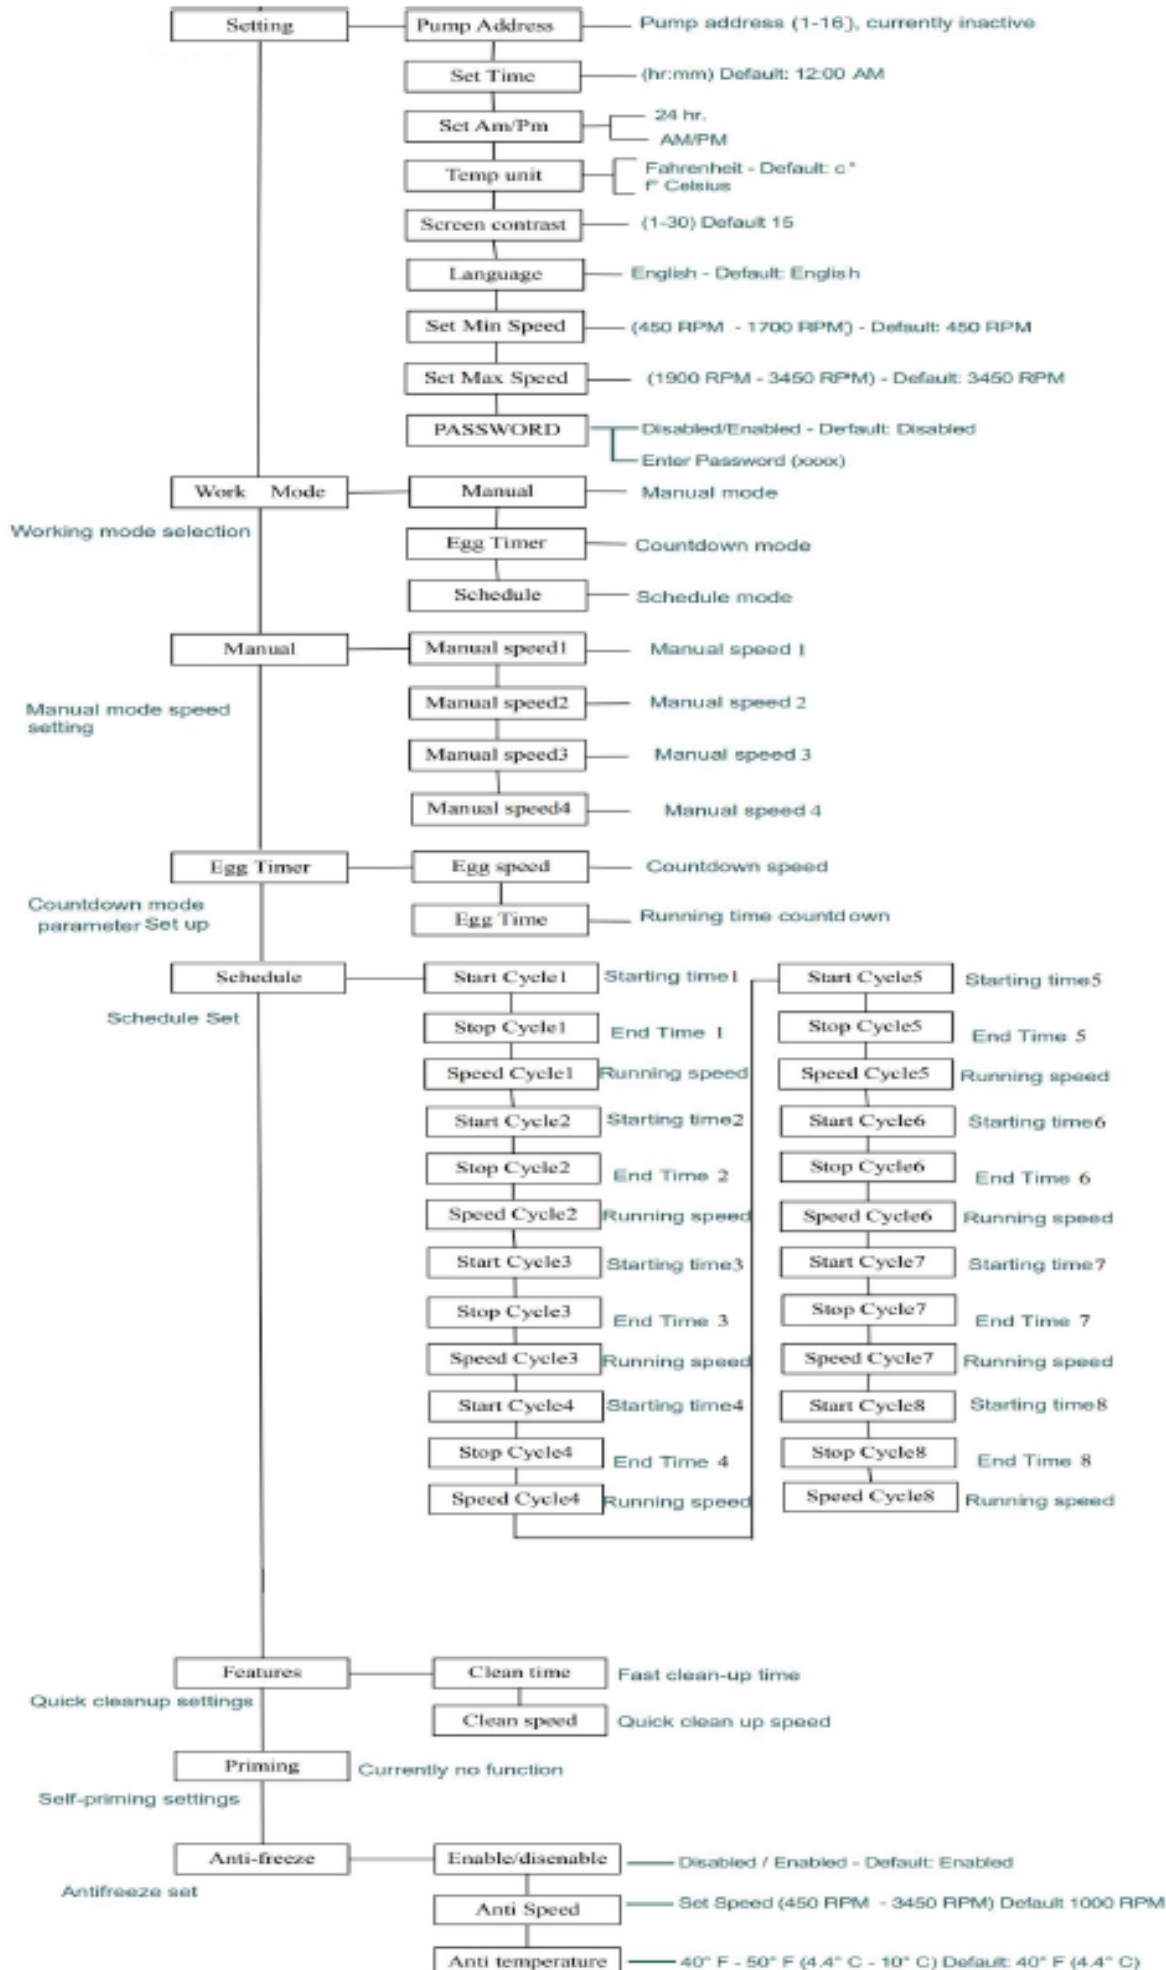 Setting
Pump Address
Pump address (1-16), currently inactive
Set Time
(hr:mm) Default: 12:00 AM
Set Am/Pm
24 hr.
AM/PM
Temp unit
Fahrenheit - Default: c°
f° Celsius
Screen contrast
(1-30) Default 15
Language
English - Default: English
Set Min Speed
(450 RPM - 1700 RPM) - Default: 450 RPM
Set Max Speed
(1900 RPM - 3450 RPM) - Default: 3450 RPM
PASSWORD
Disabled/Enabled - Default: Disabled
Enter Password (xxxx)
Work Mode
Working mode selection
Manual
Manual mode
Egg Timer
Countdown mode
Schedule
Schedule mode
Manual
Manual mode speed
setting
Manual speed1
Manual speed 1
Manual speed2
Manual speed 2
Manual speed3
Manual speed 3
Manual speed4
Manual speed 4
Egg Timer
Countdown mode
parameter Set up
Egg speed
Countdown speed
Egg Time
Running time countdown
Schedule
Schedule Set
Start Cycle1
Starting time1
Stop Cycle1
End Time 1
Speed Cycle1
Running speed
Start Cycle2
Starting time2
Stop Cycle2
End Time 2
Speed Cycle2
Running speed
Start Cycle3
Starting time3
Stop Cycle3
End Time 3
Speed Cycle3
Running speed
Start Cycle4
Starting time4
Stop Cycle4
End Time 4
Speed Cycle4
Running speed
Start Cycle5
Starting time5
Stop Cycle5
End Time 5
Speed Cycle5
Running speed
Start Cycle6
Starting time6
Stop Cycle6
End Time 6
Speed Cycle6
Running speed
Start Cycle7
Starting time7
Stop Cycle7
End Time 7
Speed Cycle7
Running speed
Start Cycle8
Starting time8
Stop Cycle8
End Time 8
Speed Cycle8
Running speed
Features
Quick cleanup settings
Clean time
Fast clean-up time
Clean speed
Quick clean up speed
Priming
Currently no function
Self-priming settings
Anti-freeze
Antifreeze set
Enable/disenable
Disabled / Enabled - Default: Enabled
Anti Speed
Set Speed (450 RPM - 3450 RPM) Default 1000 RPM
Anti temperature
40° F - 50° F (4.4° C - 10° C) Default: 40° F (4.4° C)